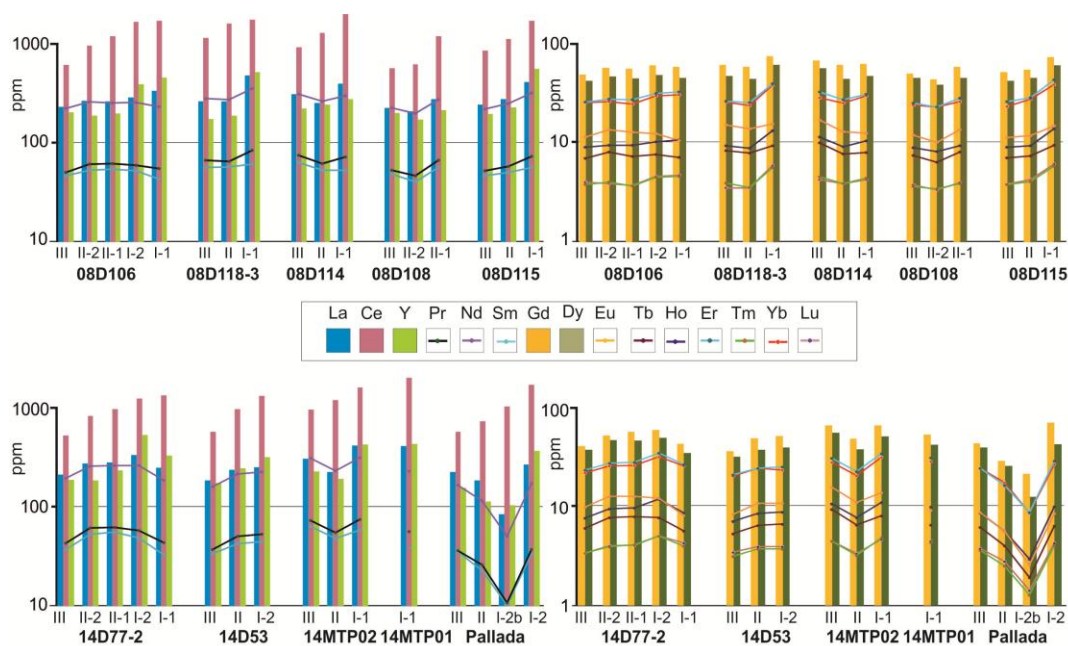 1000
100
10
ppm
III II-2 II-1 I-2 I-1 III II I-1 III II I-1 III II-2 II-1 III II I-1
08D106 08D118-3 08D114 08D108 08D115
100
10
1
ppm
III II-2 II-1 I-2 I-1 III II I-1 III II I-1 III II-2 II-1 III II I-1
08D106 08D118-3 08D114 08D108 08D115
La Ce Y Pr Nd Sm Gd Dy Eu Tb Ho Er Tm Yb Lu
1000
100
10
ppm
III II-2 II-1 I-2 I-1 III II I-2 III II I-1 I-1 III II I-2b I-2
14D77-2 14D53 14MTP02 14MTP01 Pallada
100
10
1
ppm
III II-2 II-1 I-2 I-1 III II I-2 III II I-1 I-1 III II I-2b I-2
14D77-2 14D53 14MTP02 14MTP01 Pallada